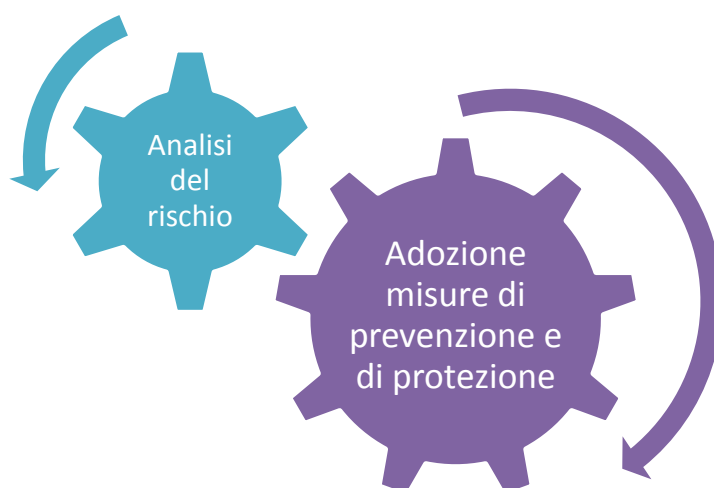 Analisi
del
rischio
Adozione
misure di
prevenzione e
di protezione